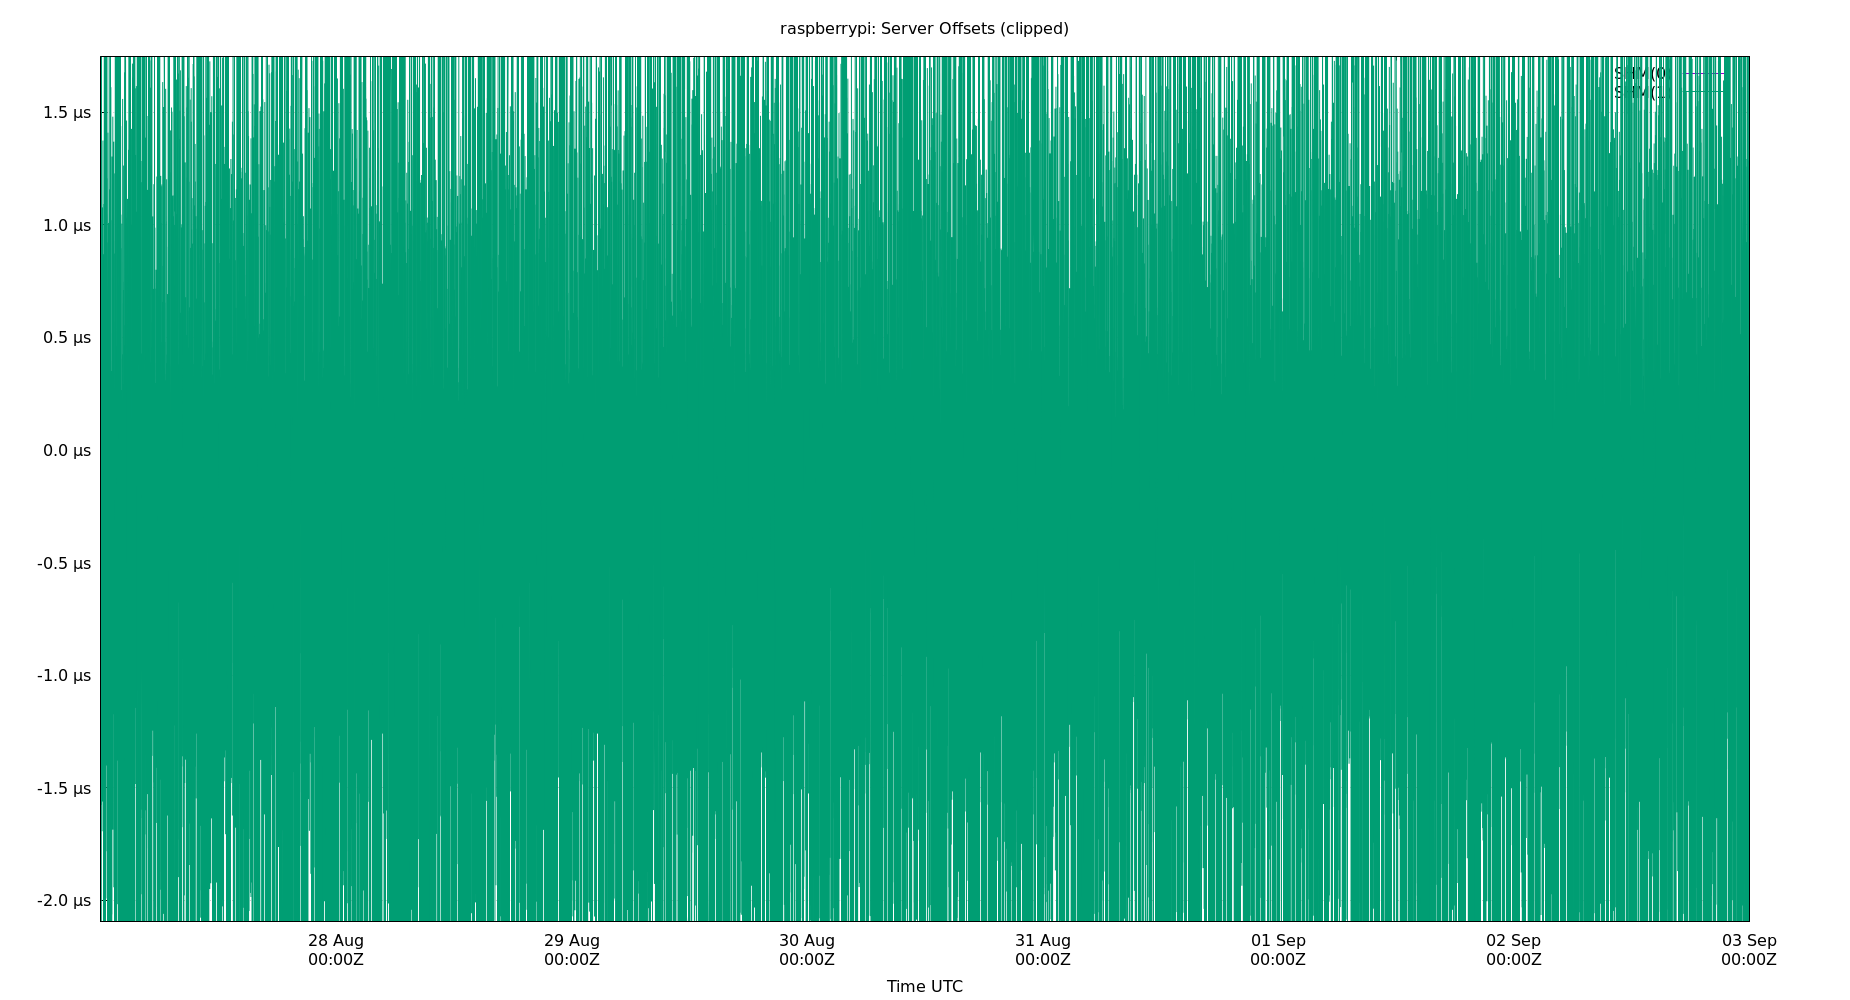 raspberrypi: Server Offsets (clipped)
1.5 µs
1.0 µs
0.5 µs
0.0 µs
-0.5 µs
-1.0 µs
-1.5 µs
-2.0 µs
28 Aug 29 Aug 30 Aug 31 Aug 01 Sep 02 Sep 03 Sep
00:00Z 00:00Z 00:00Z 00:00Z 00:00Z 00:00Z 00:00Z
Time UTC